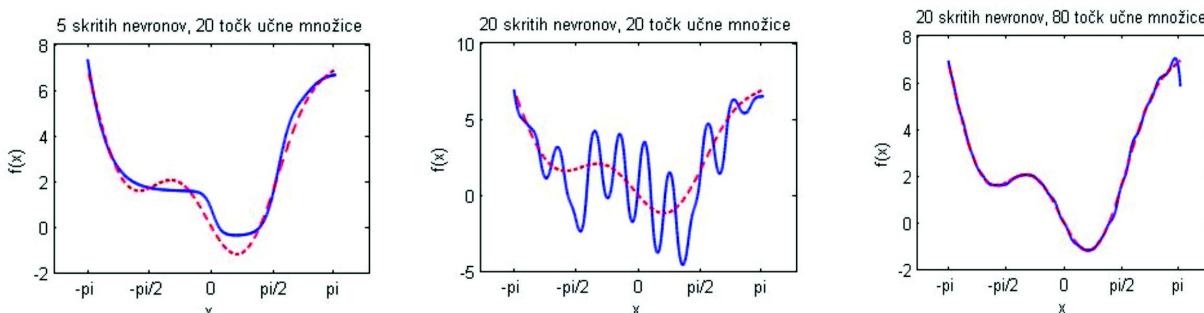 5 skritih nevronov, 20 točk učne množice
8
6
4
2
0
-2
f(x)
-pi -pi/2 0 pi/2 pi
x
20 skritih nevronov, 20 točk učne množice
10
5
0
-5
f(x)
-pi -pi/2 0 pi/2 pi
x
20 skritih nevronov, 80 točk učne množice
8
6
4
2
0
-2
f(x)
-pi -pi/2 0 pi/2 pi
x